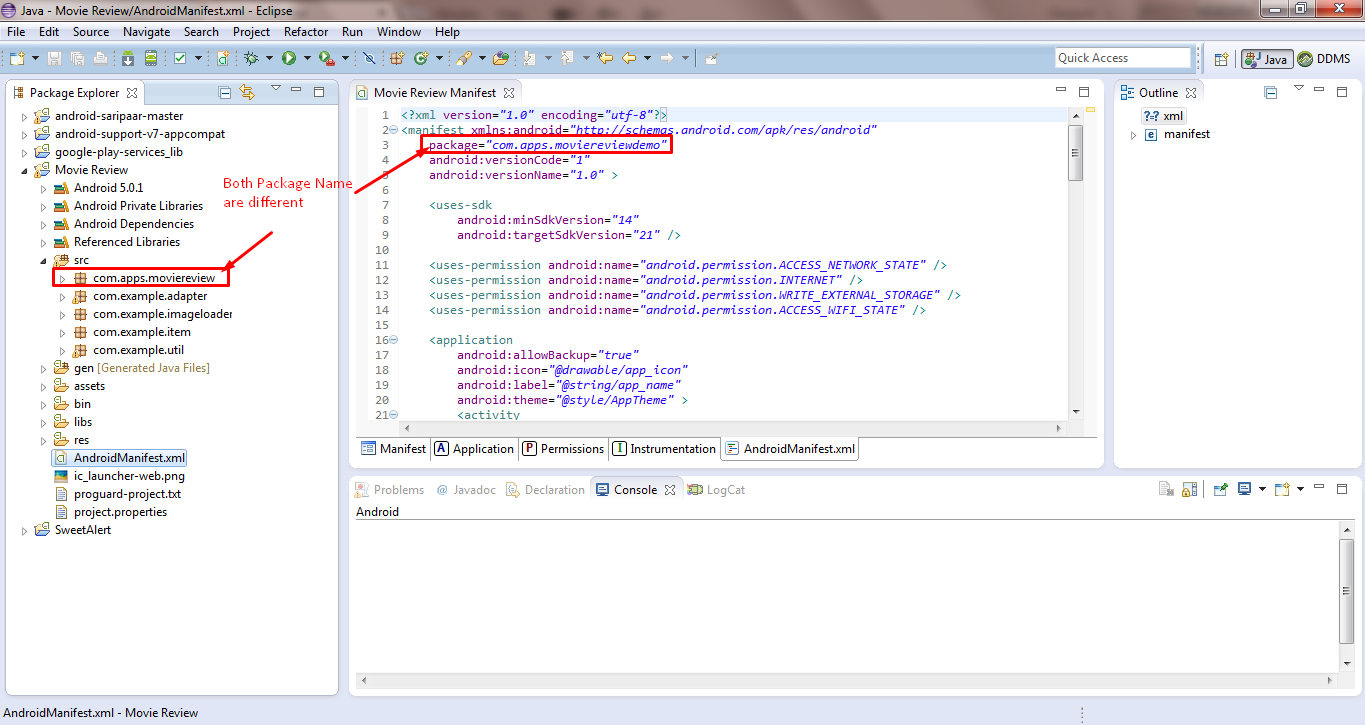 Java - Movie Review/AndroidManifest.xml - Eclipse
File Edit Source Navigate Search Project Refactor Run Window Help
Quick Access
Java
DDMS
Package Explorer
android-saripaar-master
android-support-v7-appcompat
google-play-services_lib
Movie Review
Android 5.0.1
Android Private Libraries
Android Dependencies
Referenced Libraries
src
com.apps.moviereview
com.example.adapter
com.example.imageloader
com.example.item
com.example.util
gen [Generated Java Files]
assets
bin
libs
res
AndroidManifest.xml
ic_launcher-web.png
proguard-project.txt
project.properties
SweetAlert
Both Package Name
are different
Movie Review Manifest
1 <?xml version="1.0" encoding="utf-8"?>
2 <manifest xmlns:android="http://schemas.android.com/apk/res/android"
3 package="com.apps.moviereviewdemo"
4 android:versionCode="1"
5 android:versionName="1.0" >
6
7 <uses-sdk
8 android:minSdkVersion="14"
9 android:targetSdkVersion="21" />
10
11 <uses-permission android:name="android.permission.ACCESS_NETWORK_STATE" />
12 <uses-permission android:name="android.permission.INTERNET" />
13 <uses-permission android:name="android.permission.WRITE_EXTERNAL_STORAGE" />
14 <uses-permission android:name="android.permission.ACCESS_WIFI_STATE" />
15
16 <application
17 android:allowBackup="true"
18 android:icon="@drawable/app_icon"
19 android:label="@string/app_name"
20 android:theme="@style/AppTheme" >
21 <activity
Manifest A Application P Permissions I Instrumentation AndroidManifest.xml
Outline
?=? xml
e manifest
Problems @ Javadoc Declaration Console LogCat
Android
AndroidManifest.xml - Movie Review